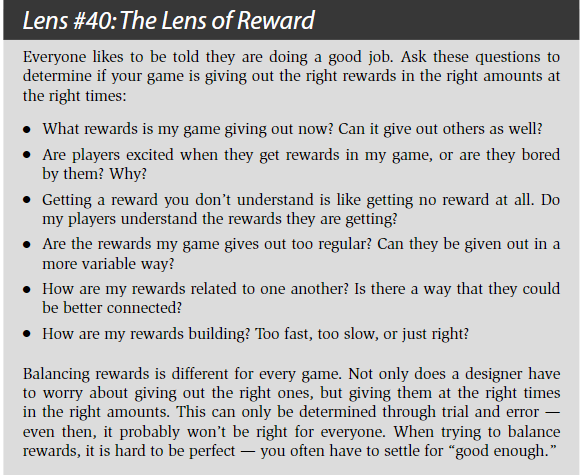 Lens #40: The Lens of Reward
Everyone likes to be told they are doing a good job. Ask these questions to
determine if your game is giving out the right rewards in the right amounts at
the right times:
● What rewards is my game giving out now? Can it give out others as well?
● Are players excited when they get rewards in my game, or are they bored
by them? Why?
● Getting a reward you don’t understand is like getting no reward at all. Do
my players understand the rewards they are getting?
● Are the rewards my game gives out too regular? Can they be given out in a
more variable way?
● How are my rewards related to one another? Is there a way that they could
be better connected?
● How are my rewards building? Too fast, too slow, or just right?
Balancing rewards is different for every game. Not only does a designer have
to worry about giving out the right ones, but giving them at the right times
in the right amounts. This can only be determined through trial and error —
even then, it probably won’t be right for everyone. When trying to balance
rewards, it is hard to be perfect — you often have to settle for “good enough.”